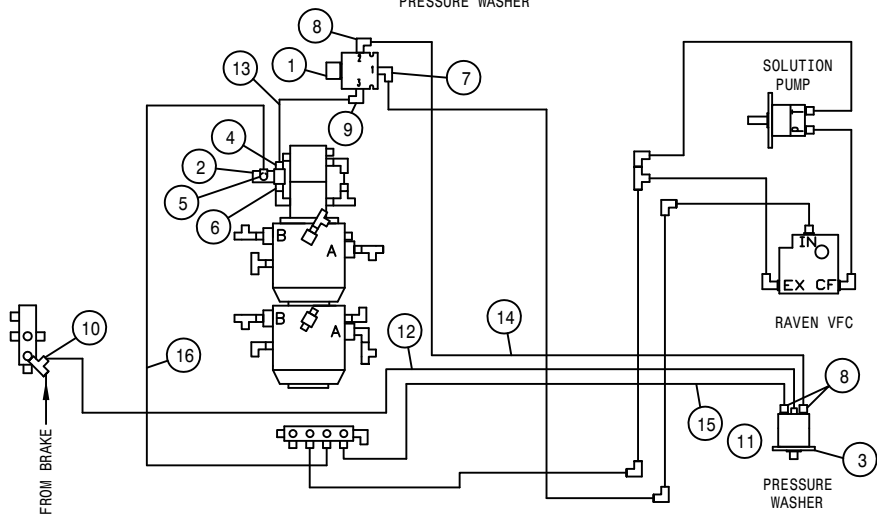 PRESSURE WASHER
8
13
1
2
1
3
7
SOLUTION
PUMP
I
P
9
4
2
5
6
B
A
IN
EX CF
RAVEN VFC
B
A
10
16
12
14
8
15
11
3
FROM BRAKE
PRESSURE
WASHER